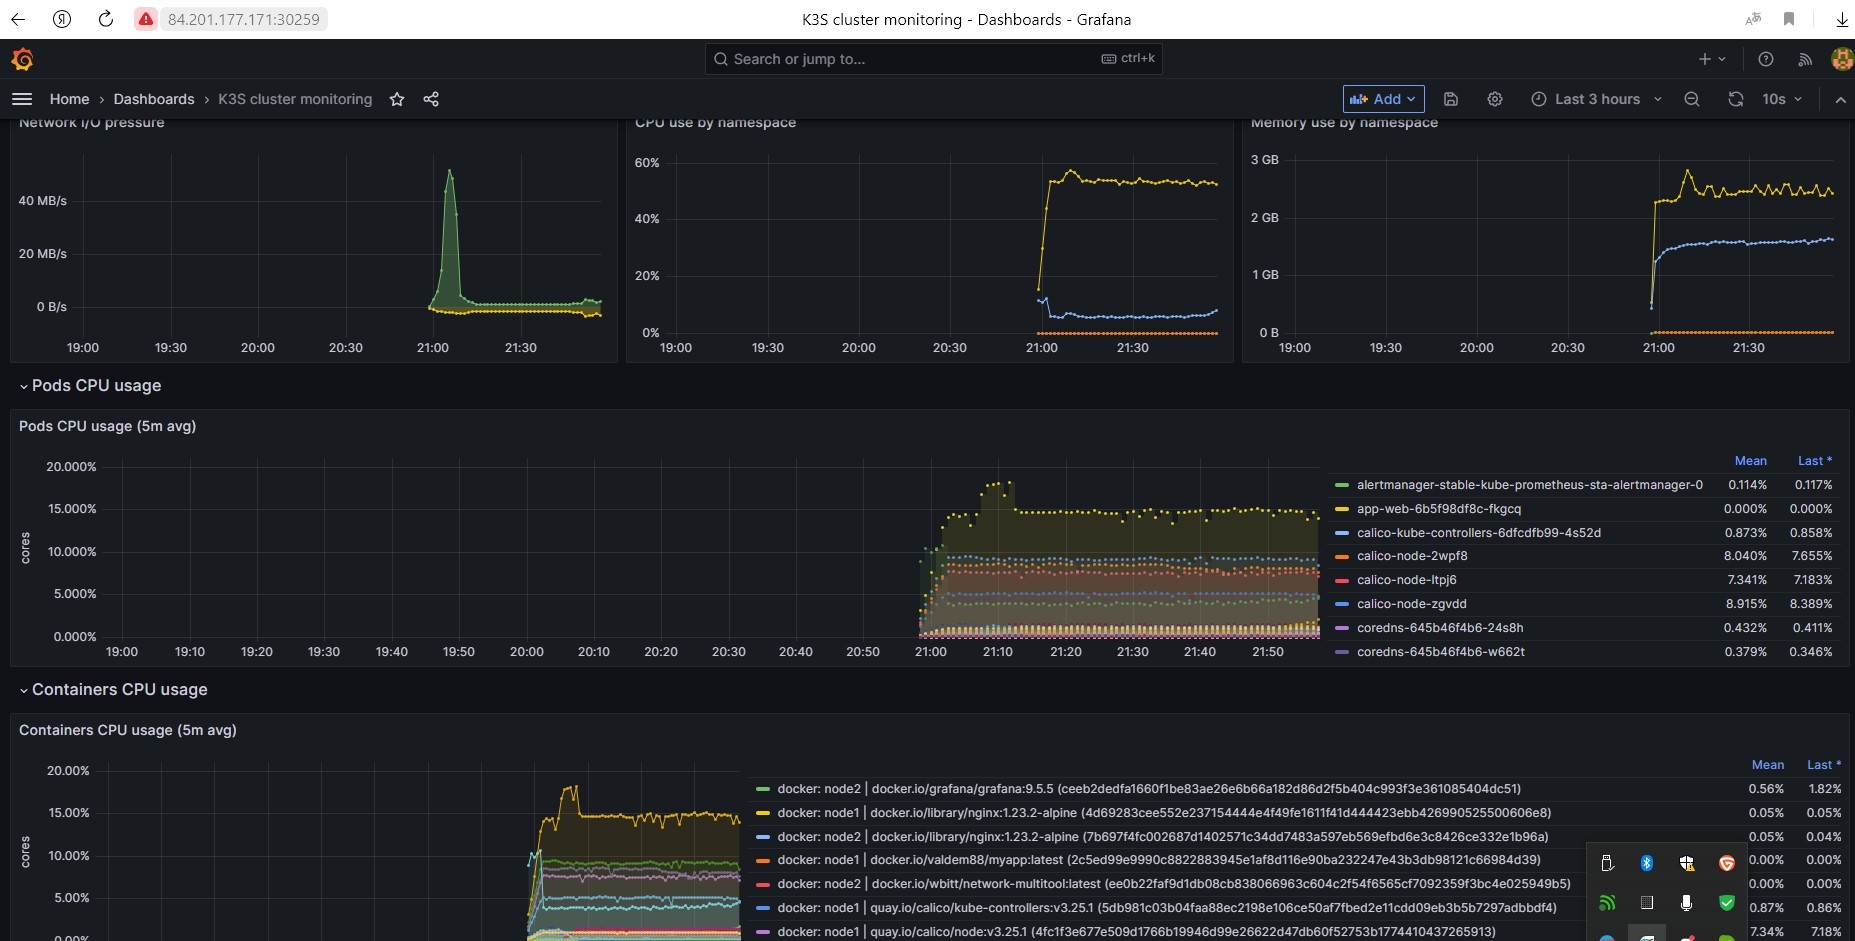 84.201.177.171:30259
K3S cluster monitoring - Dashboards - Grafana
Search or jump to...
ctrl+k
Home › Dashboards › K3S cluster monitoring
Add
Last 3 hours
10s
Network I/O pressure
40 MB/s
20 MB/s
0 B/s
19:00 19:30 20:00 20:30 21:00 21:30
CPU use by namespace
60%
40%
20%
0%
19:00 19:30 20:00 20:30 21:00 21:30
Memory use by namespace
3 GB
2 GB
1 GB
0 B
19:00 19:30 20:00 20:30 21:00 21:30
Pods CPU usage
Pods CPU usage (5m avg)
cores
20.000%
15.000%
10.000%
5.000%
0.000%
19:00 19:10 19:20 19:30 19:40 19:50 20:00 20:10 20:20 20:30 20:40 20:50 21:00 21:10 21:20 21:30 21:40 21:50
Mean Last *
alertmanager-stable-kube-prometheus-sta-alertmanager-0 0.114% 0.117%
app-web-6b5f98df8c-fkgcq 0.000% 0.000%
calico-kube-controllers-6dfcdfb99-4s52d 0.873% 0.858%
calico-node-2wpf8 8.040% 7.655%
calico-node-ltpj6 7.341% 7.183%
calico-node-zgvdd 8.915% 8.389%
coredns-645b46f4b6-24s8h 0.432% 0.411%
coredns-645b46f4b6-w662t 0.379% 0.346%
Containers CPU usage
Containers CPU usage (5m avg)
cores
20.00%
15.00%
10.00%
5.00%
0.00%
Mean Last *
docker: node2 | docker.io/grafana/grafana:9.5.5 (ceeb2dedfa1660f1be83ae26e6b66a182d86d2f5b404c993f3e361085404dc51) 0.56% 1.82%
docker: node1 | docker.io/library/nginx:1.23.2-alpine (4d69283cee552e237154444e4f49fe1611f41d444423ebb426990525500606e8) 0.05% 0.05%
docker: node2 | docker.io/library/nginx:1.23.2-alpine (7b697f4fc002687d1402571c34dd7483a597eb569efbd6e3c8426ce332e1b96a) 0.05% 0.04%
docker: node1 | docker.io/valdem88/myapp:latest (2c5ed99e9990c8822883945e1af8d116e90ba232247e43b3db98121c66984d39) 0.00% 0.00%
docker: node2 | docker.io/wbitt/network-multitool:latest (ee0b22faf9d1db08cb838066963c604c2f54f6565cf7092359f3bc4e025949b5) 0.00% 0.00%
docker: node1 | quay.io/calico/kube-controllers:v3.25.1 (5db981c03b04faa88ec2198e106ce50af7fbed2e11cdd09eb3b5b7297adbbdf4) 0.87% 0.86%
docker: node1 | quay.io/calico/node:v3.25.1 (4fc1f3e677e509d1766b19946d99e26622d47db60f52753b1774410437265913) 7.34% 7.18%